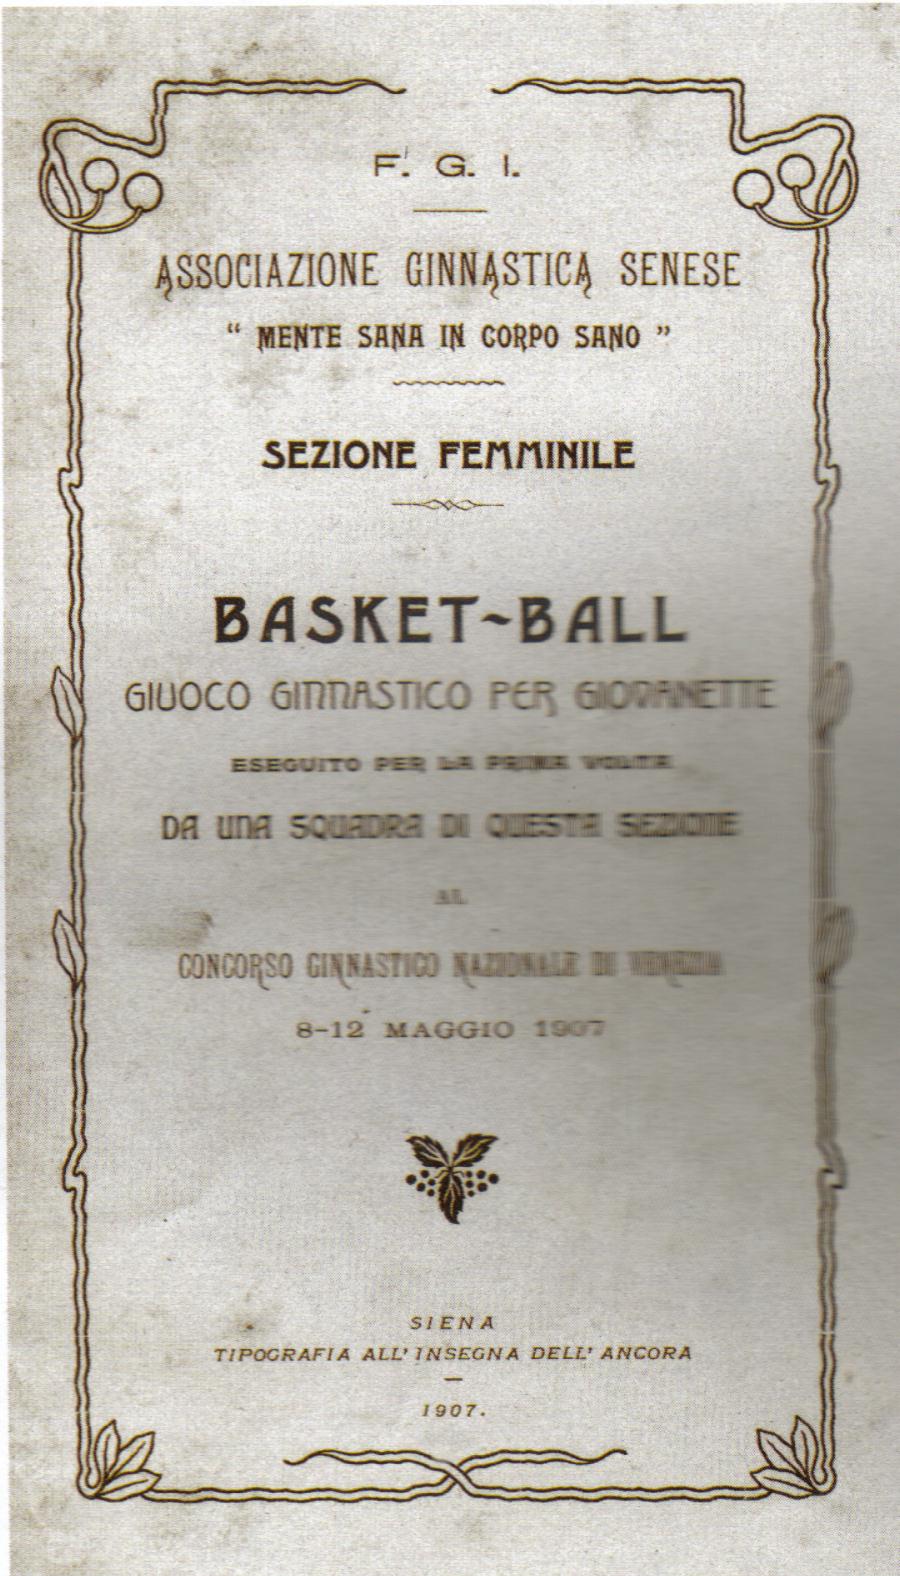 F. G. I.
ASSOCIAZIONE GINNASTICA SENESE
“ MENTE SANA IN CORPO SANO ”
SEZIONE FEMMINILE
BASKET-BALL
GIUOCO GINNASTICO PER GIOVANETTE
ESEGUITO PER LA PRIMA VOLTA
DA UNA SQUADRA DI QUESTA SEZIONE
AL
CONCORSO GINNASTICO NAZIONALE DI VENEZIA
8-12 MAGGIO 1907
SIENA
TIPOGRAFIA ALL' INSEGNA DELL' ANCORA
1907.